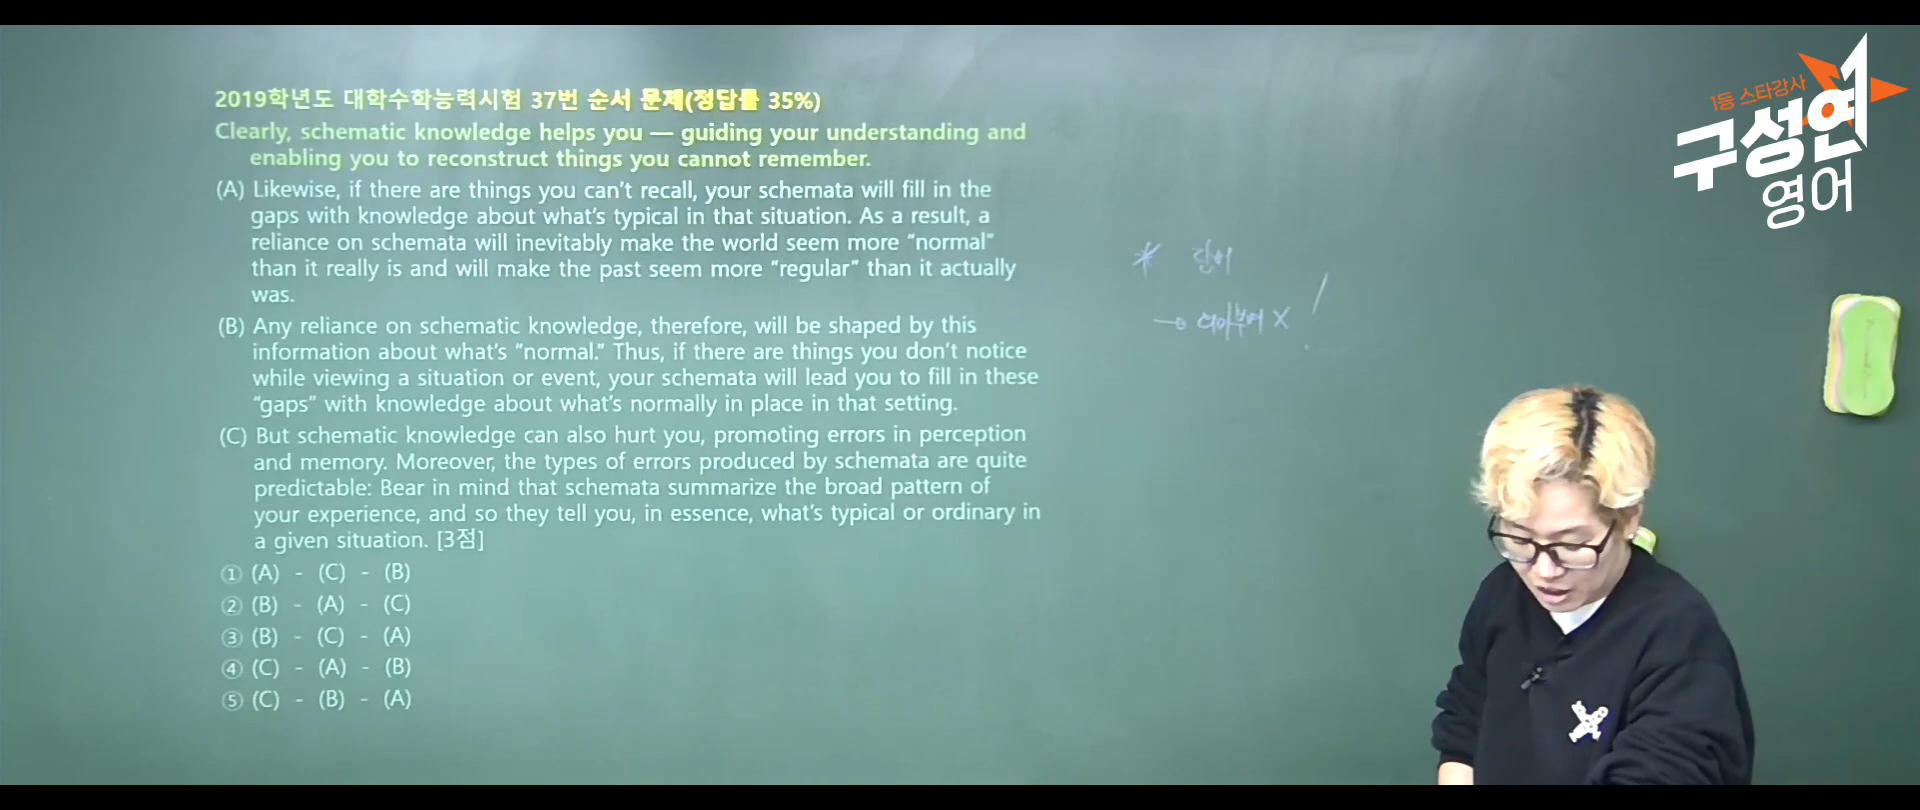 2019학년도 대학수학능력시험 37번 순서 문제(정답률 35%)
Clearly, schematic knowledge helps you — guiding your understanding and
enabling you to reconstruct things you cannot remember.
(A) Likewise, if there are things you can't recall, your schemata will fill in the
gaps with knowledge about what's typical in that situation. As a result, a
reliance on schemata will inevitably make the world seem more "normal"
than it really is and will make the past seem more "regular" than it actually
was.
(B) Any reliance on schematic knowledge, therefore, will be shaped by this
information about what's "normal." Thus, if there are things you don't notice
while viewing a situation or event, your schemata will lead you to fill in these
"gaps" with knowledge about what's normally in place in that setting.
(C) But schematic knowledge can also hurt you, promoting errors in perception
and memory. Moreover, the types of errors produced by schemata are quite
predictable: Bear in mind that schemata summarize the broad pattern of
your experience, and so they tell you, in essence, what's typical or ordinary in
a given situation. [3점]
① (A) - (C) - (B)
② (B) - (A) - (C)
③ (B) - (C) - (A)
④ (C) - (A) - (B)
⑤ (C) - (B) - (A)
* 단어
1등 스타강사
구성연
영어